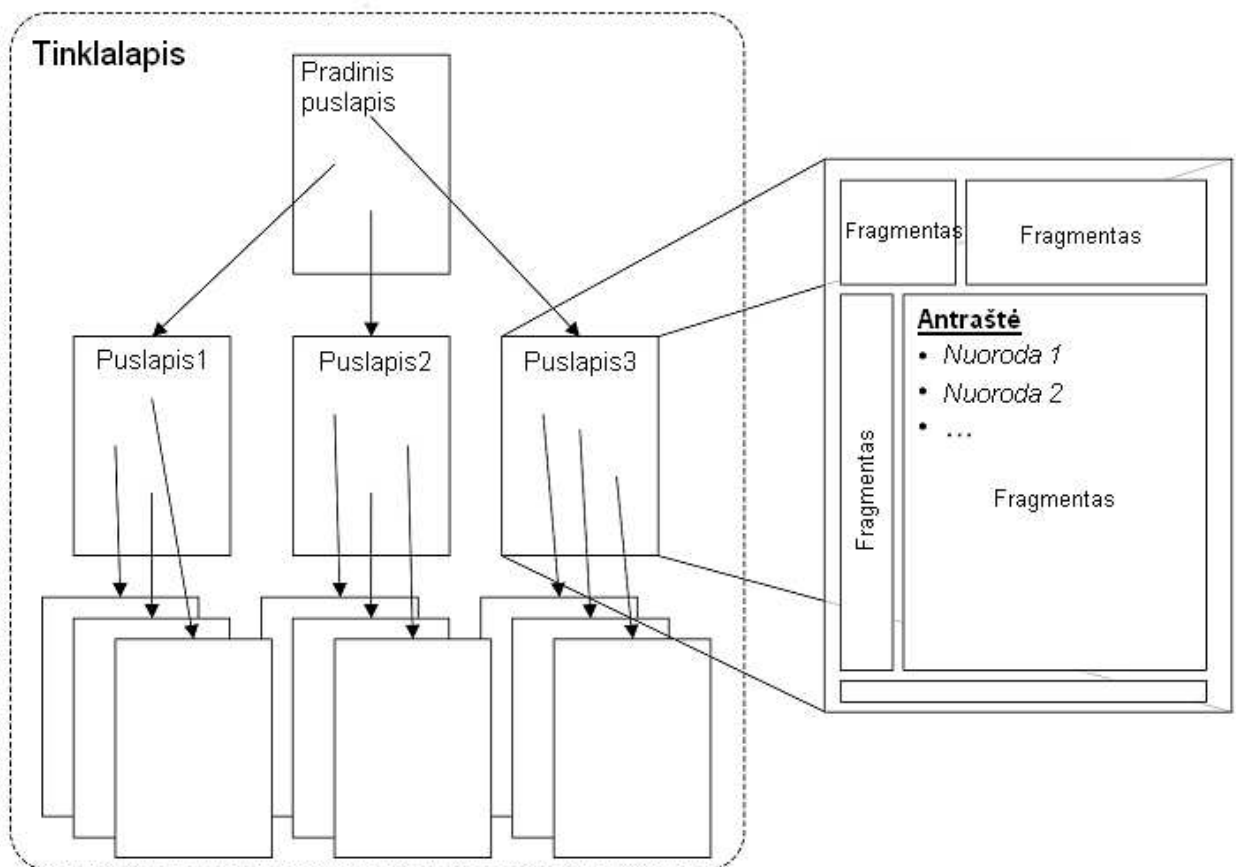 Tinklalapis
Pradinis
puslapis
Puslapis1
Puslapis2
Puslapis3
Fragmentas
Fragmentas
Fragmentas
Antraštė
• Nuoroda 1
• Nuoroda 2
• ...
Fragmentas